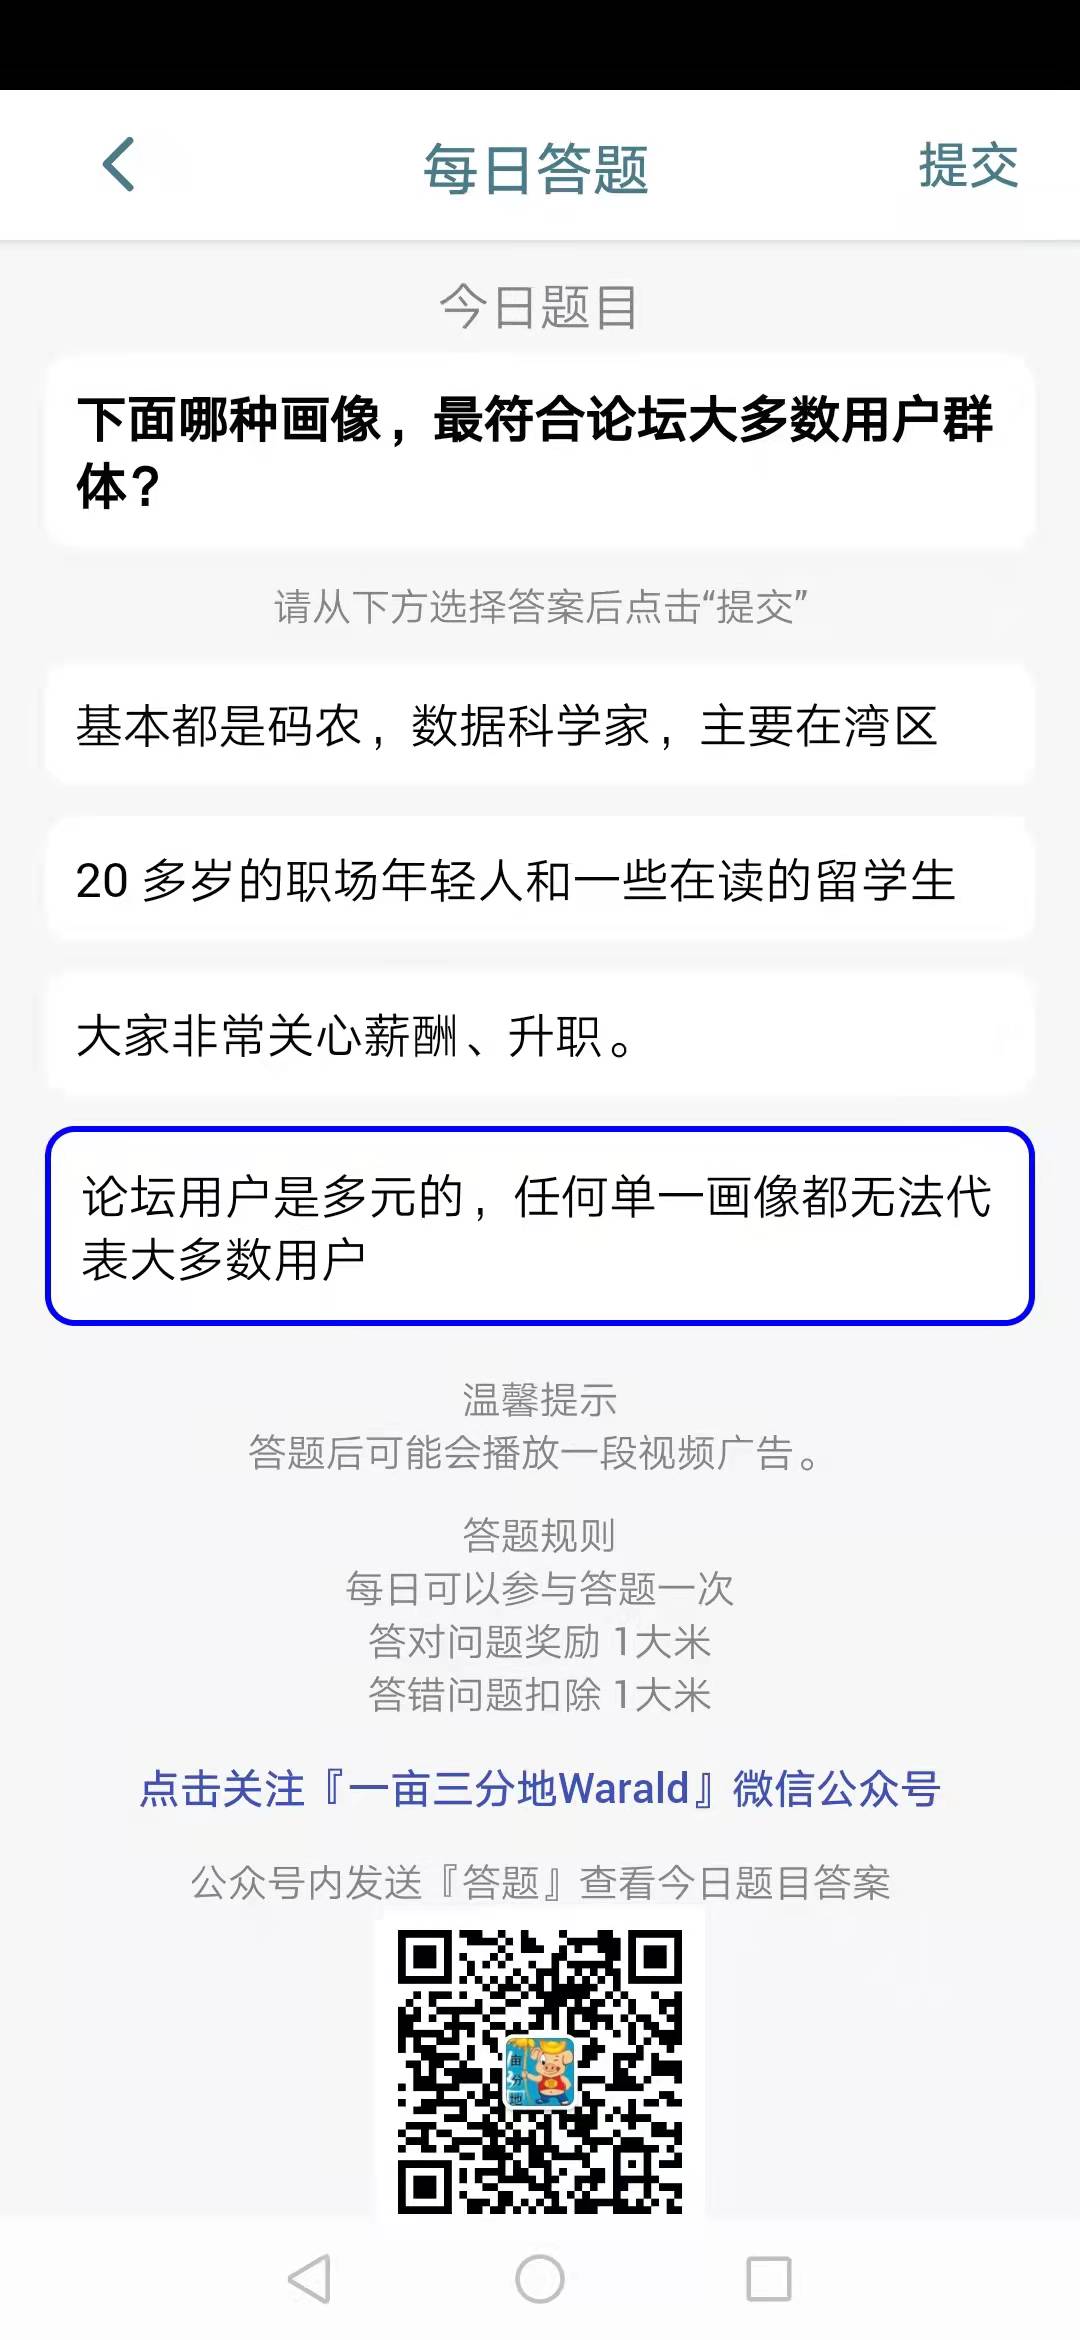 每日答题
提交
今日题目
下面哪种画像，最符合论坛大多数用户群
体？
请从下方选择答案后点击“提交”
基本都是码农，数据科学家，主要在湾区
20 多岁的职场年轻人和一些在读的留学生
大家非常关心薪酬、升职。
论坛用户是多元的，任何单一画像都无法代
表大多数用户
温馨提示
答题后可能会播放一段视频广告。
答题规则
每日可以参与答题一次
答对问题奖励 1大米
答错问题扣除 1大米
点击关注『一亩三分地Warald』微信公众号
公众号内发送『答题』查看今日题目答案
亩
分
地